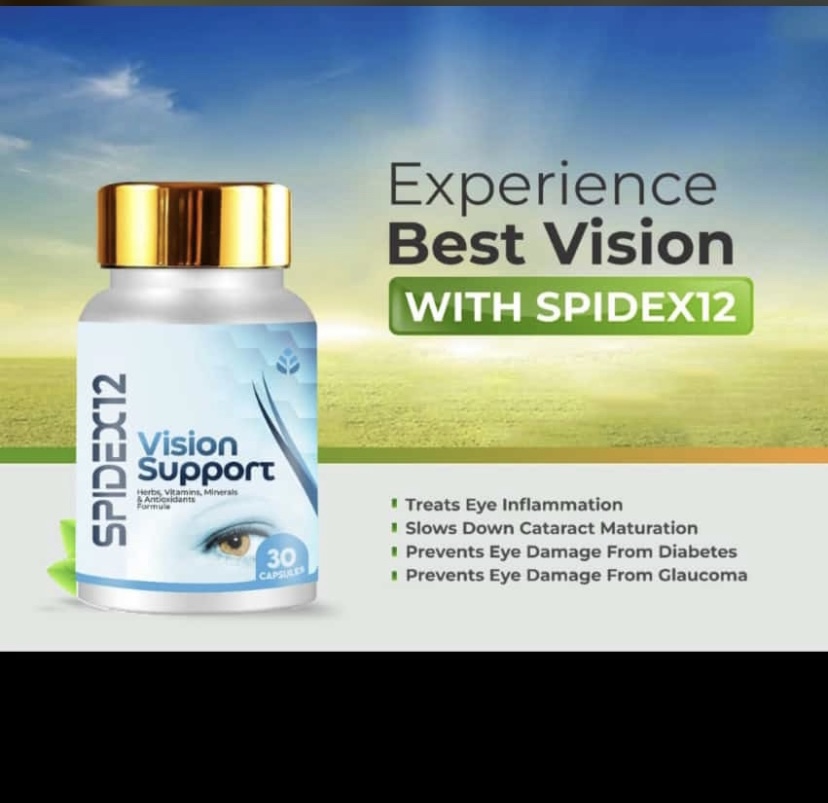 Experience
Best Vision
WITH SPIDEX12
SPIDEX12
Vision
Support
Herbs, Vitamins, Minerals
& Antioxidants
Formula
30
CAPSULES
Treats Eye Inflammation
Slows Down Cataract Maturation
Prevents Eye Damage From Diabetes
Prevents Eye Damage From Glaucoma